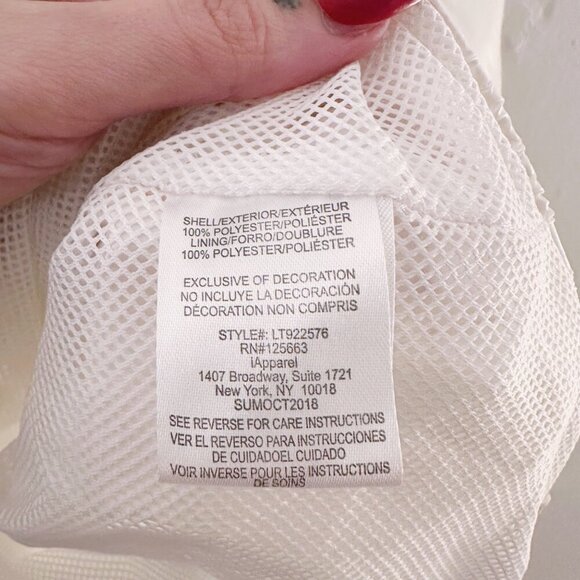 SHELL/EXTERIOR/EXTÉRIEUR
100% POLYESTER/POLIÉSTER
LINING/FORRO/DOUBLURE
100% POLYESTER/POLIÉSTER
EXCLUSIVE OF DECORATION
NO INCLUYE LA DECORACIÓN
DÉCORATION NON COMPRIS
STYLE#: LT922576
RN#125663
iApparel
1407 Broadway, Suite 1721
New York, NY 10018
SUMOCT2018
SEE REVERSE FOR CARE INSTRUCTIONS
VER EL REVERSO PARA INSTRUCCIONES
DE CUIDADOEL CUIDADO
VOIR INVERSE POUR LES INSTRUCTIONS
DE SOINS